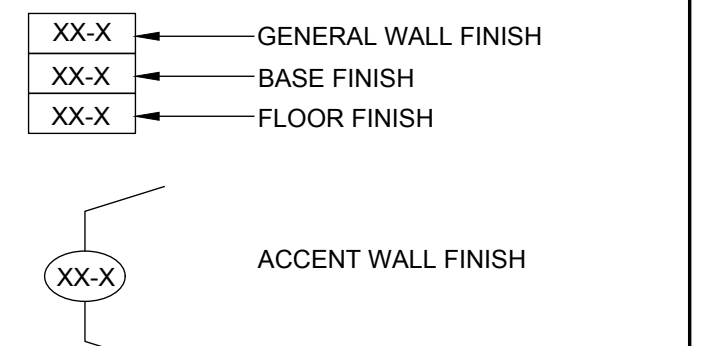 XX-X GENERAL WALL FINISH
XX-X BASE FINISH
XX-X FLOOR FINISH
XX-X ACCENT WALL FINISH